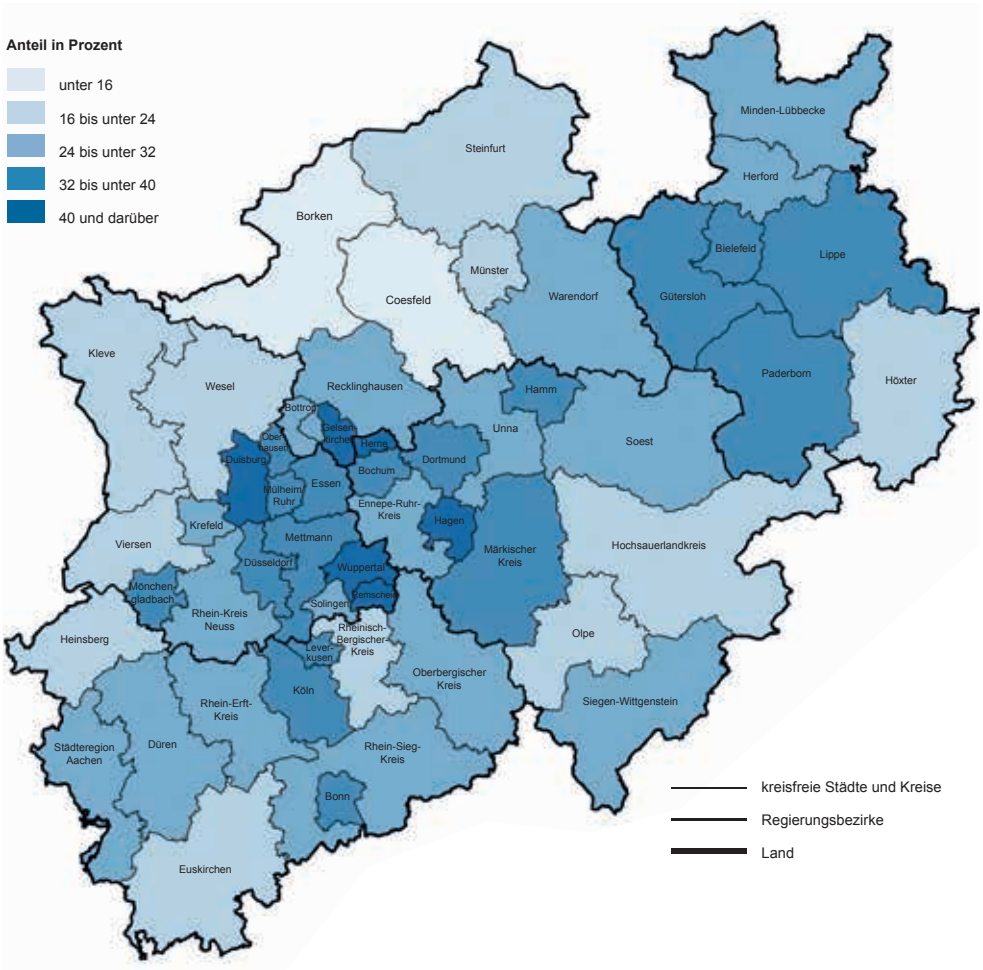 Anteil in Prozent
unter 16
16 bis unter 24
24 bis unter 32
32 bis unter 40
40 und darüber
Minden-Lübbecke
Steinfurt
Herford
Borken
Bielefeld
Lippe
Münster
Coesfeld
Warendorf
Gütersloh
Kleve
Wesel
Recklinghausen
Hamm
Paderborn
Höxter
Bottrop
Gelsen-
kirchen
Unna
Soest
Ober-
hausen
Herne
Duisburg
Bochum
Dortmund
Mülheim/
Ruhr
Essen
Ennepe-Ruhr-
Kreis
Krefeld
Hagen
Viersen
Mettmann
Märkischer
Kreis
Hochsauerlandkreis
Düsseldorf
Wuppertal
Mönchen-
gladbach
Remscheid
Solingen
Rhein-Kreis
Neuss
Heinsberg
Rheinisch-
Bergischer-
Kreis
Olpe
Lever-
kusen
Oberbergischer
Kreis
Köln
Rhein-Erft-
Kreis
Siegen-Wittgenstein
Städteregion
Aachen
Düren
Rhein-Sieg-
Kreis
Bonn
kreisfreie Städte und Kreise
Regierungsbezirke
Land
Euskirchen